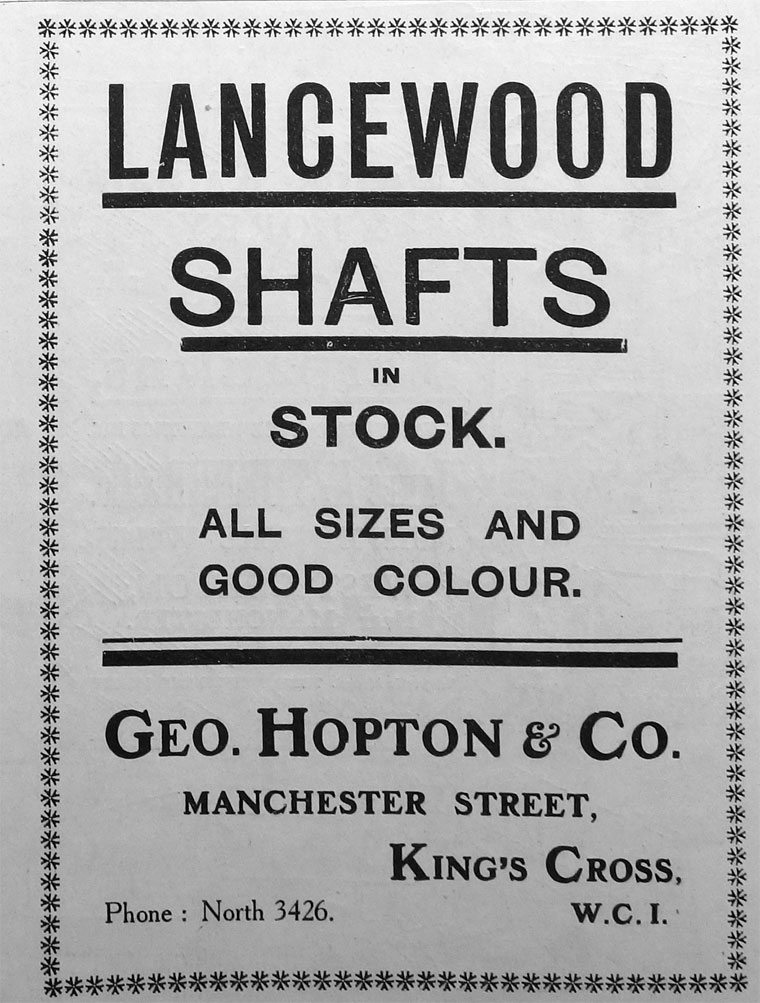 LANCEWOOD
SHAFTS
IN
STOCK.
ALL SIZES AND
GOOD COLOUR.
GEO. HOPTON & CO.
MANCHESTER STREET,
KING'S CROSS,
Phone : North 3426.
W.C.I.